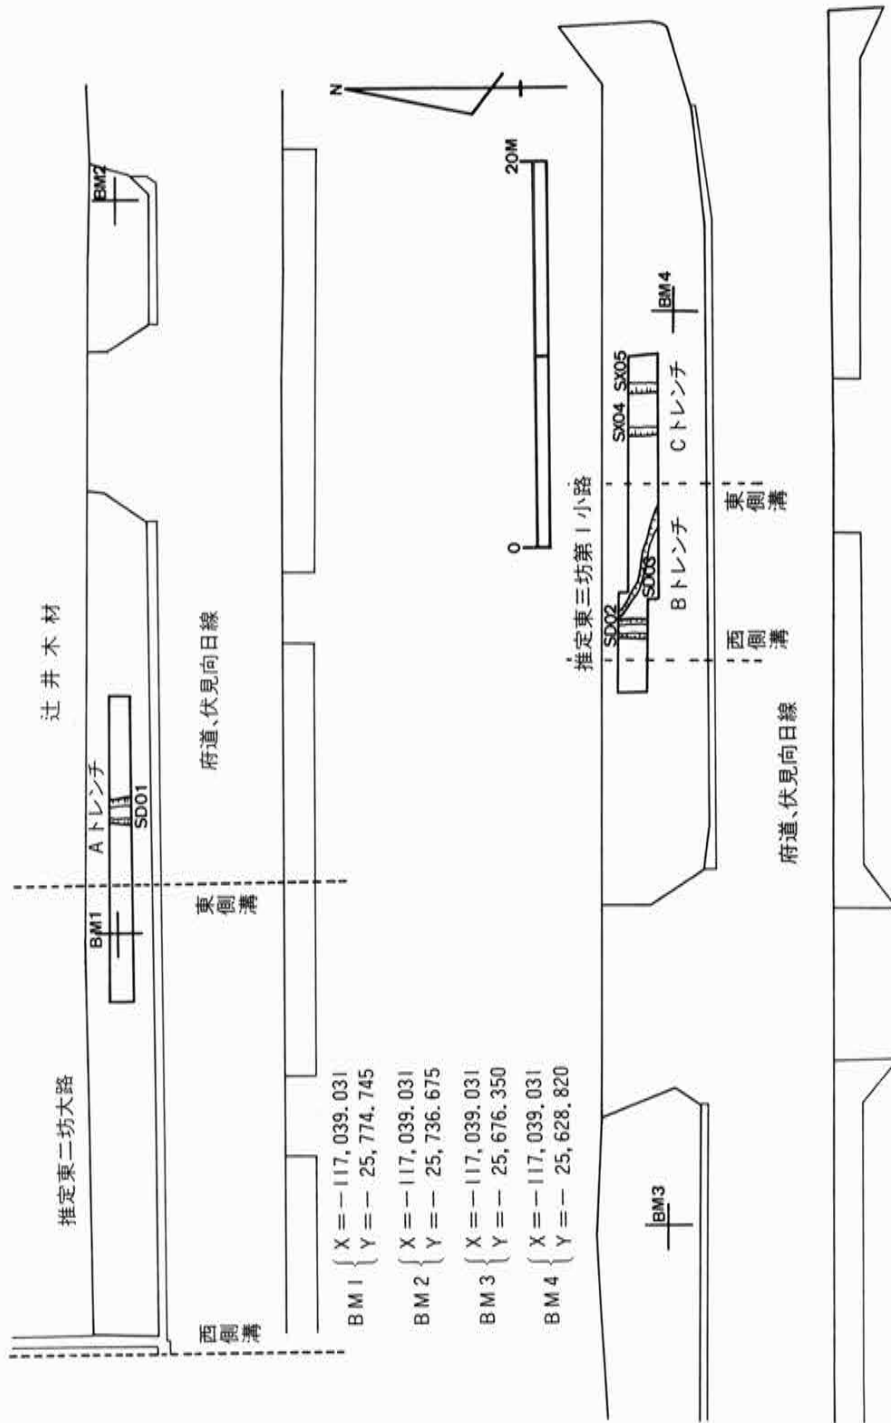 推定東二坊大路
辻井木材
Aトレンチ
BM1
BM2
SD01
西側溝
東側溝
府道、伏見向日線
N
0
20M
BM1 { X=-117,039.031
Y=- 25,774.745
BM2 { X=-117,039.031
Y=- 25,736.675
BM3 { X=-117,039.031
Y=- 25,676.350
BM4 { X=-117,039.031
Y=- 25,628.820
推定東三坊第1小路
SD02
SD03
SX04
SX05
BM3
BM4
Bトレンチ
Cトレンチ
西側溝
東側溝
府道、伏見向日線